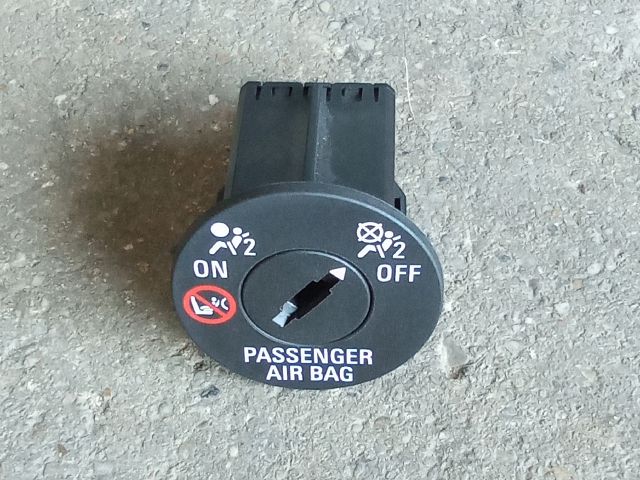 2 2
ON OFF
PASSENGER
AIR BAG